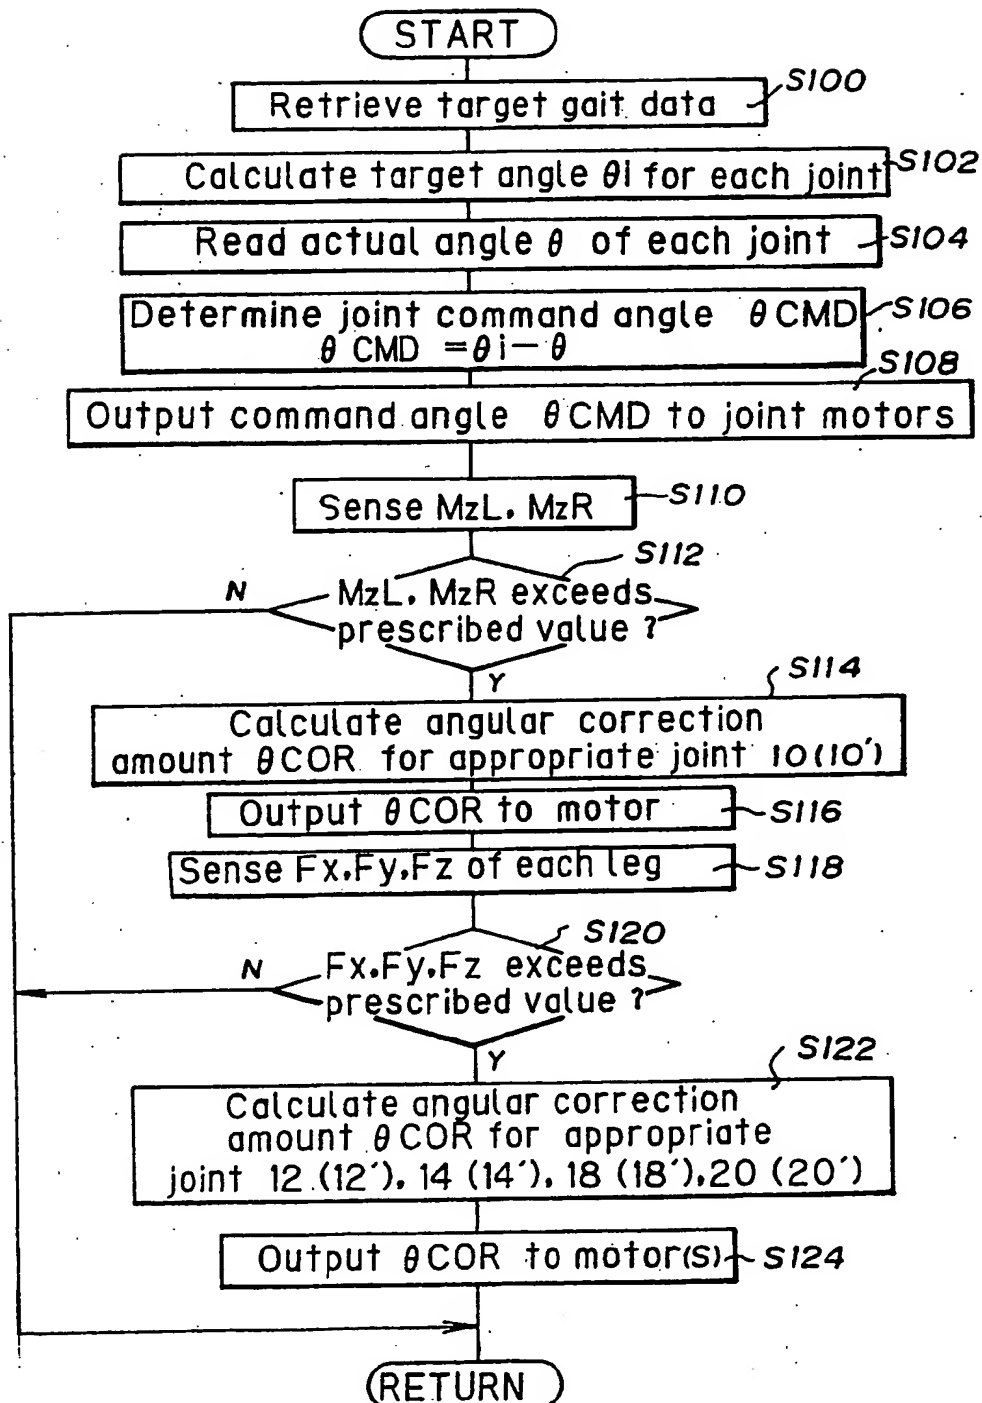 START
Retrieve target gait data
S100
Calculate target angle θi for each joint
S102
Read actual angle θ of each joint
S104
Determine joint command angle θ CMD
θ CMD = θi - θ
S106
S108
Output command angle θCMD to joint motors
Sense MzL. MzR
S110
S112
N
MzL. MzR exceeds
prescribed value ?
Y
S114
Calculate angular correction
amount θCOR for appropriate joint 10(10')
Output θCOR to motor
S116
Sense Fx.Fy.Fz of each leg
S118
S120
N
Fx.Fy.Fz exceeds
prescribed value ?
Y
S122
Calculate angular correction
amount θCOR for appropriate
joint 12 (12'). 14 (14'). 18 (18').20 (20')
Output θCOR to motor(s)
S124
RETURN